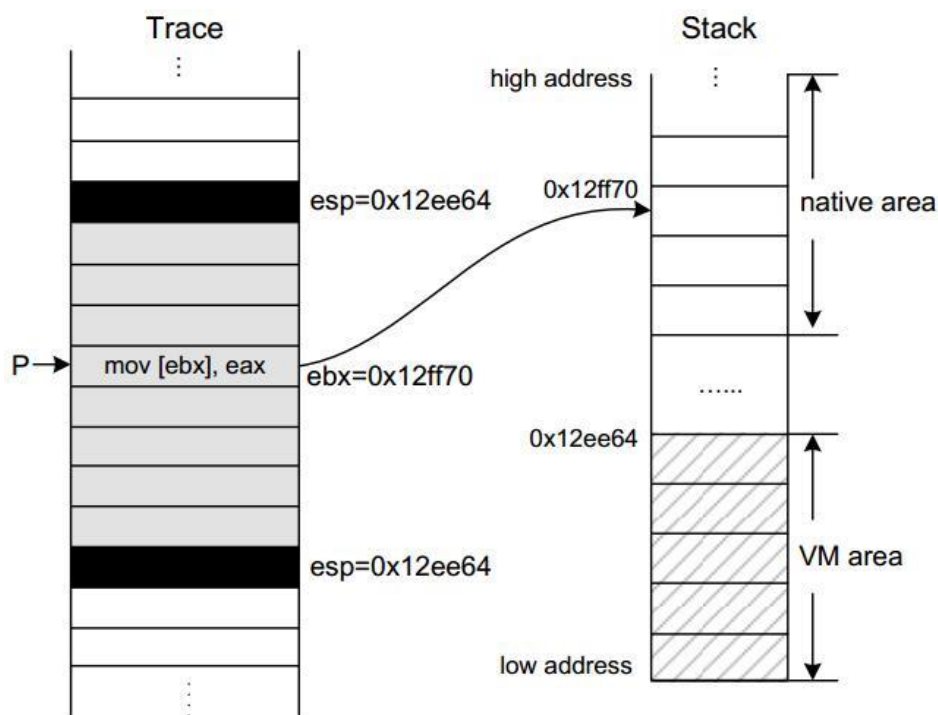 Trace
Stack
⋮
⋮
high address
esp=0x12ee64
0x12ff70
native area
P
mov [ebx], eax
ebx=0x12ff70
......
0x12ee64
esp=0x12ee64
VM area
low address
⋮